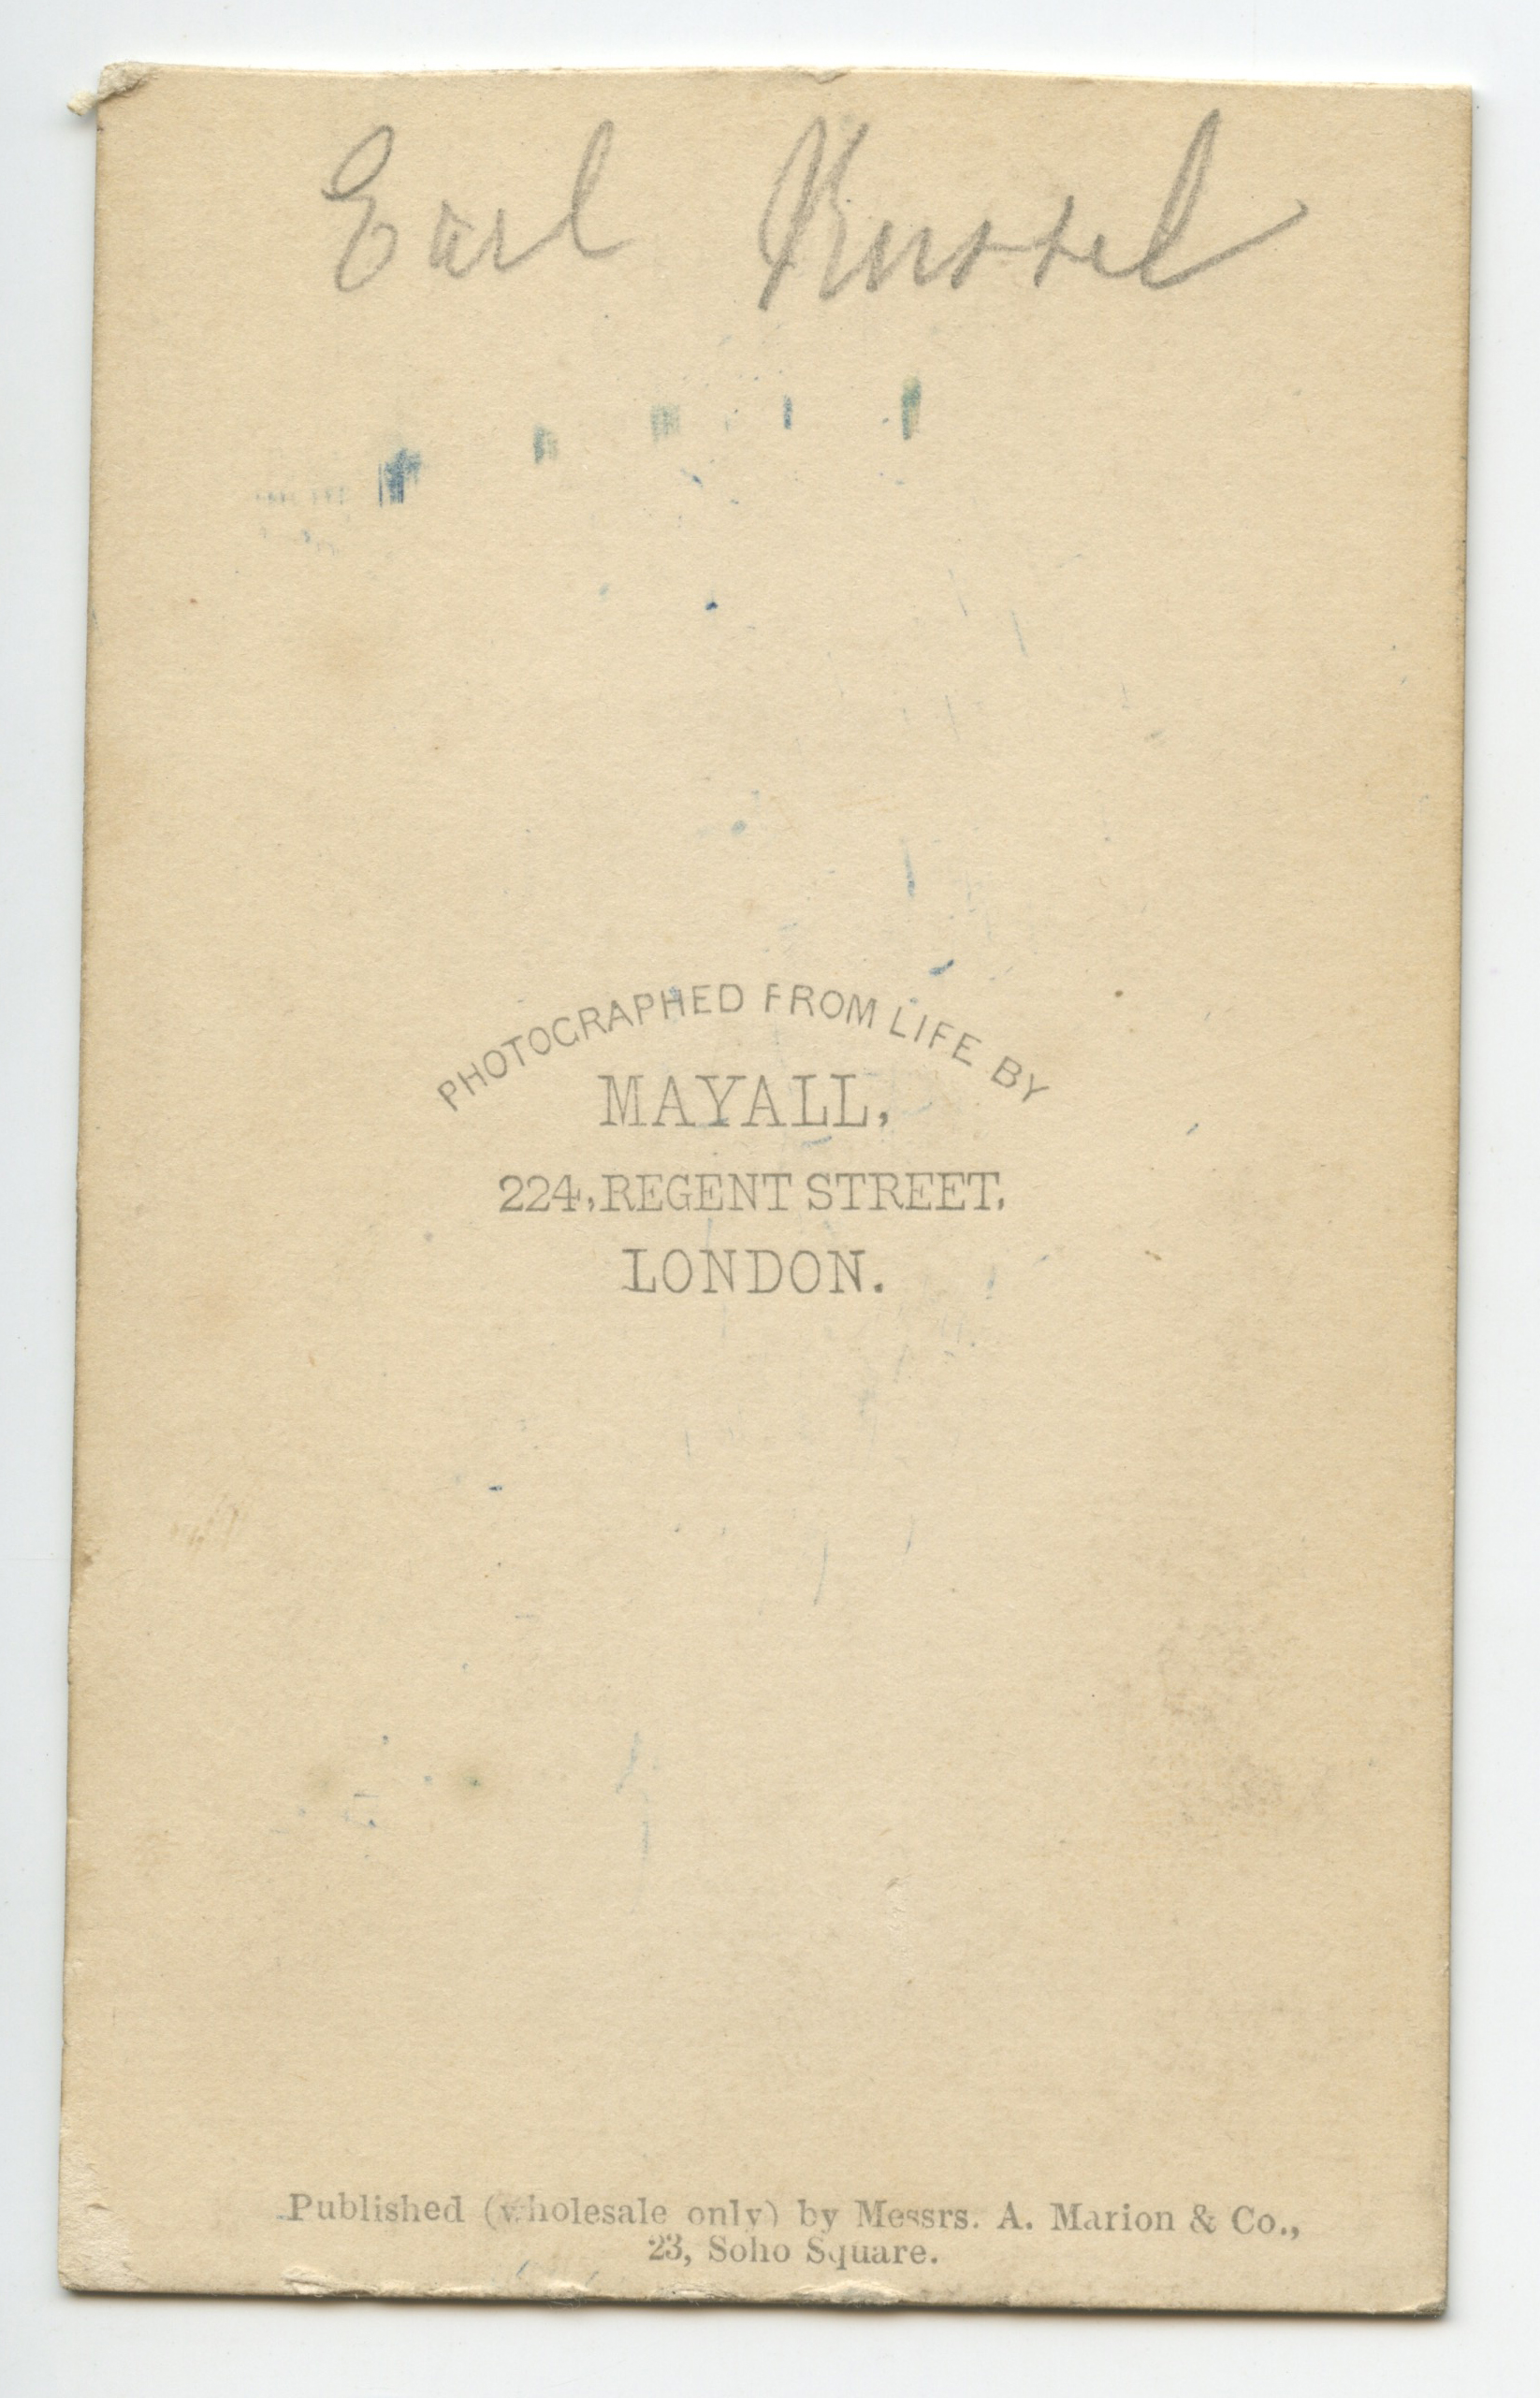 Earl Russel
PHOTOGRAPHED FROM LIFE BY
MAYALL,
224, REGENT STREET,
LONDON.
Published (wholesale only) by Messrs. A. Marion & Co.,
23, Soho Square.